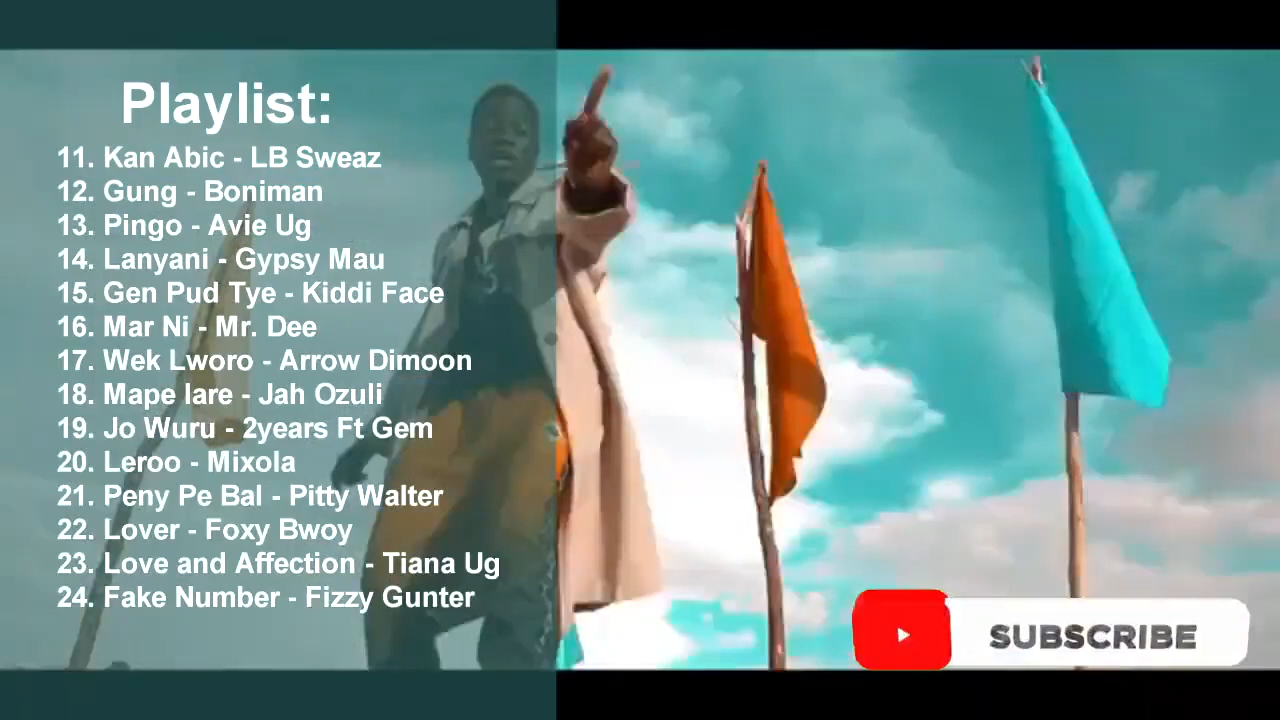 Playlist:
11. Kan Abic - LB Sweaz
12. Gung - Boniman
13. Pingo - Avie Ug
14. Lanyani - Gypsy Mau
15. Gen Pud Tye - Kiddi Face
16. Mar Ni - Mr. Dee
17. Wek Lworo - Arrow Dimoon
18. Mape lare - Jah Ozuli
19. Jo Wuru - 2years Ft Gem
20. Leroo - Mixola
21. Peny Pe Bal - Pitty Walter
22. Lover - Foxy Bwoy
23. Love and Affection - Tiana Ug
24. Fake Number - Fizzy Gunter
SUBSCRIBE